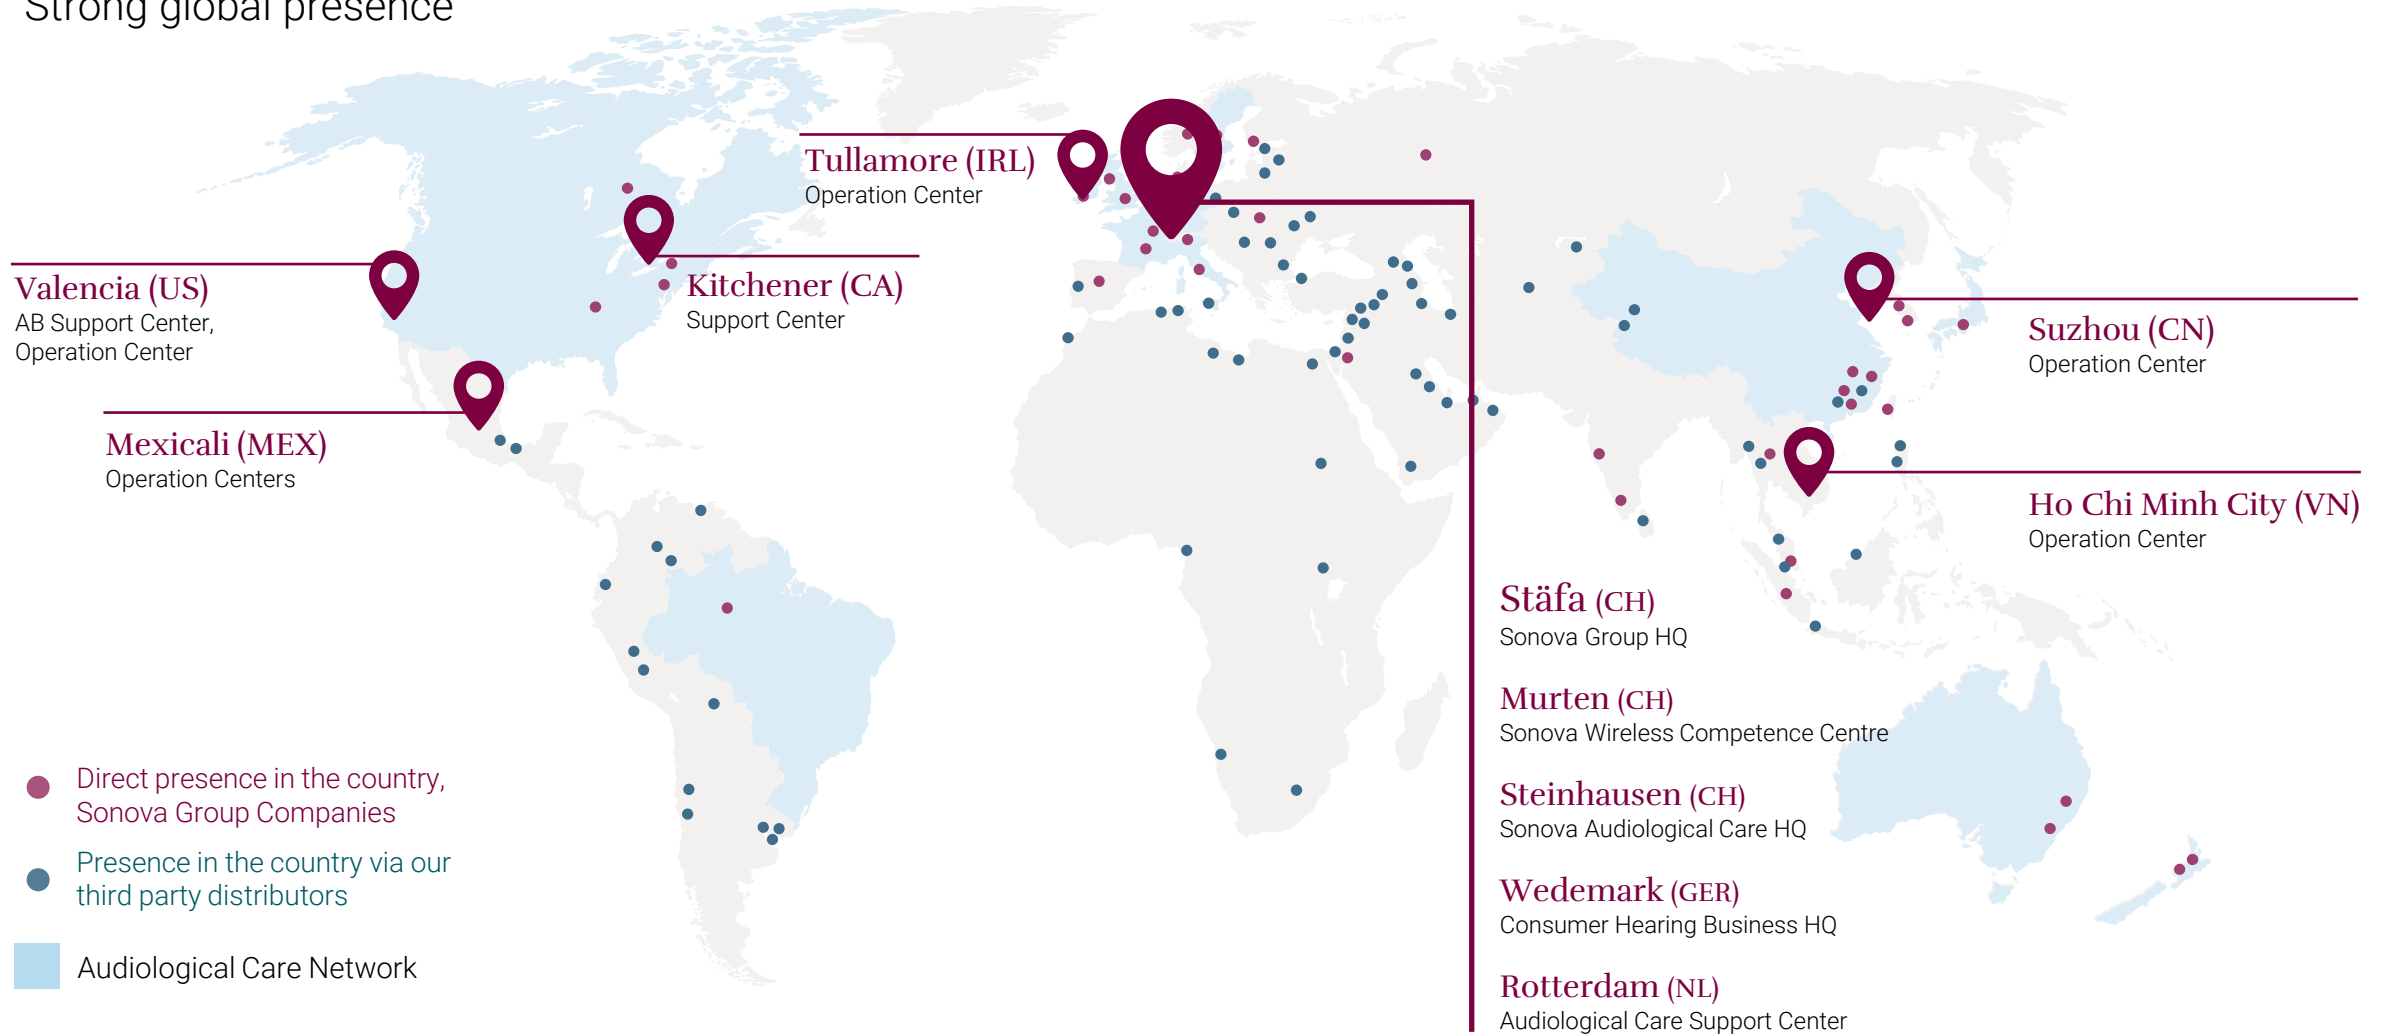 Strong global presence
Tullamore (IRL)
Operation Center
Valencia (US)
AB Support Center,
Operation Center
Kitchener (CA)
Support Center
Mexicali (MEX)
Operation Centers
Suzhou (CN)
Operation Center
Ho Chi Minh City (VN)
Operation Center
Stäfa (CH)
Sonova Group HQ
Murten (CH)
Sonova Wireless Competence Centre
Steinhausen (CH)
Sonova Audiological Care HQ
Wedemark (GER)
Consumer Hearing Business HQ
Rotterdam (NL)
Audiological Care Support Center
Direct presence in the country,
Sonova Group Companies
Presence in the country via our
third party distributors
Audiological Care Network